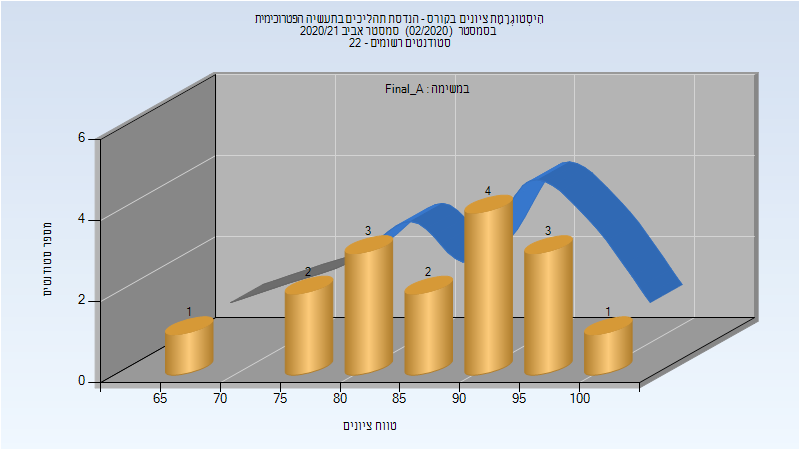 היסטוגרמת ציונים בקורס - הנדסת תהליכים בתעשיה הפטרוכימית
בסמסטר (02/2020) סמסטר אביב 2020/21
סטודנטים רשומים - 22
במשימה : Final_A
מספר סטודנטים
6
4
2
0
1
2
3
2
4
3
1
65 70 75 80 85 90 95 100
טווח ציונים